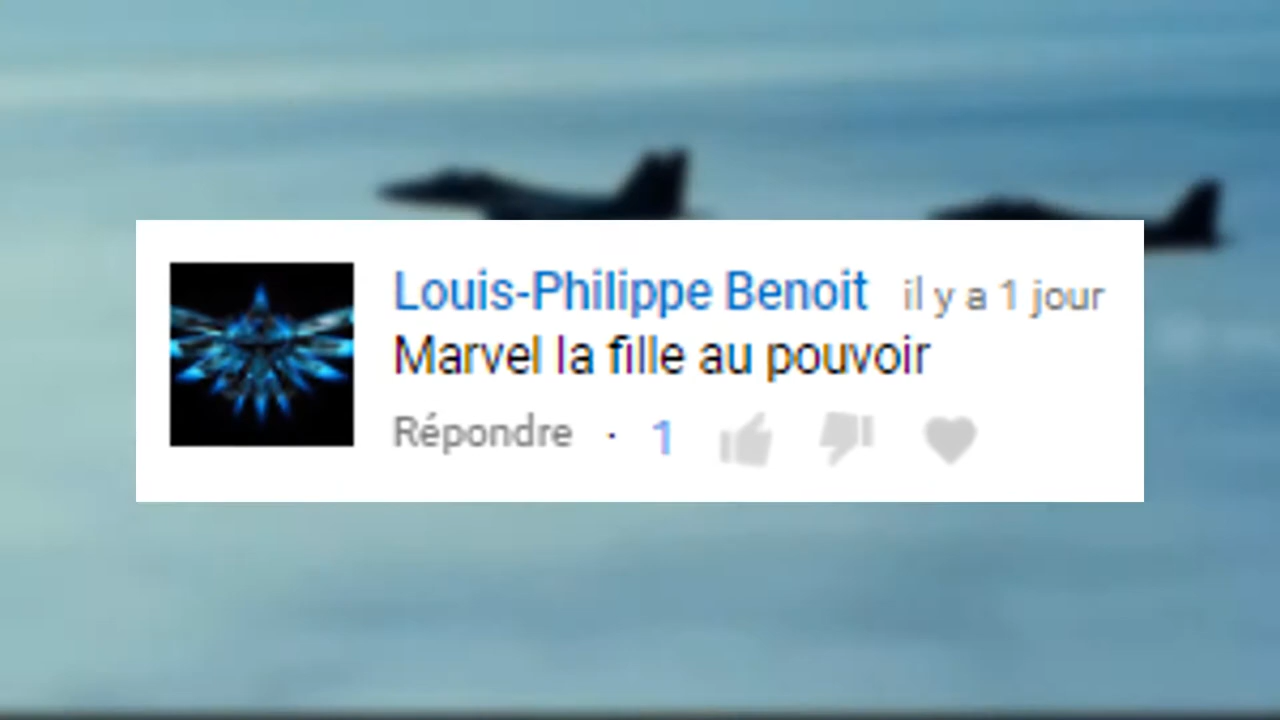 Louis-Philippe Benoit il y a 1 jour
Marvel la fille au pouvoir
Répondre · 1